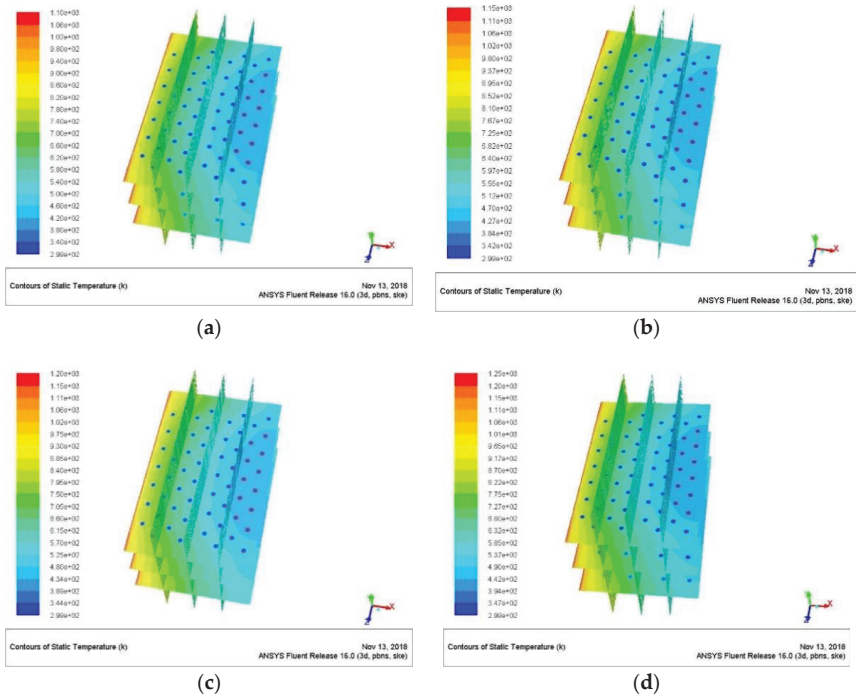 1.10e+03
1.06e+03
1.03e+03
9.80e+02
9.40e+02
9.00e+02
8.60e+02
8.20e+02
7.80e+02
7.40e+02
7.00e+02
6.60e+02
6.20e+02
5.80e+02
5.40e+02
5.00e+02
4.60e+02
4.20e+02
3.80e+02
3.40e+02
2.99e+02
Y
X
Z
Contours of Static Temperature (k)
Nov 13, 2018
ANSYS Fluent Release 16.0 (3d, pbns, ske)
(a)
1.15e+03
1.11e+03
1.06e+03
1.02e+03
9.80e+02
9.37e+02
8.95e+02
8.52e+02
8.10e+02
7.67e+02
7.25e+02
6.82e+02
6.40e+02
5.97e+02
5.55e+02
5.12e+02
4.70e+02
4.27e+02
3.84e+02
3.42e+02
2.99e+02
Y
X
Z
Contours of Static Temperature (k)
Nov 13, 2018
ANSYS Fluent Release 16.0 (3d, pbns, ske)
(b)
1.20e+03
1.15e+03
1.11e+03
1.06e+03
1.02e+03
9.75e+02
9.30e+02
8.85e+02
8.40e+02
7.95e+02
7.50e+02
7.05e+02
6.60e+02
6.15e+02
5.70e+02
5.25e+02
4.80e+02
4.34e+02
3.89e+02
3.44e+02
2.99e+02
X
Z
Contours of Static Temperature (k)
Nov 13, 2018
ANSYS Fluent Release 16.0 (3d, pbns, ske)
(c)
1.25e+03
1.20e+03
1.15e+03
1.11e+03
1.06e+03
1.01e+03
9.65e+02
9.17e+02
8.70e+02
8.22e+02
7.75e+02
7.27e+02
6.80e+02
6.32e+02
5.85e+02
5.37e+02
4.90e+02
4.42e+02
3.94e+02
3.47e+02
2.99e+02
X
Z
Contours of Static Temperature (k)
Nov 13, 2018
ANSYS Fluent Release 16.0 (3d, pbns, ske)
(d)